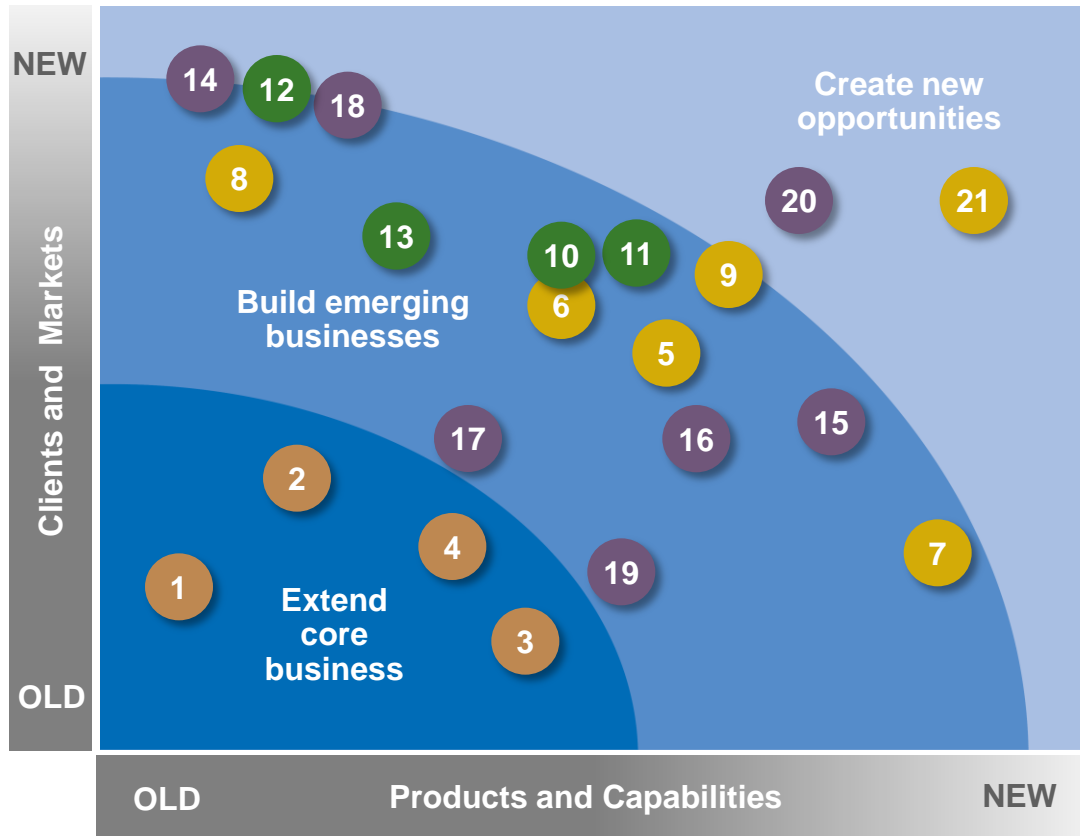 NEW
Clients and Markets
OLD
14
12
18
Create new
opportunities
8
20
21
13
10
11
9
Build emerging
businesses
6
5
17
16
15
2
4
7
19
1
Extend
core
business
3
OLD
Products and Capabilities
NEW